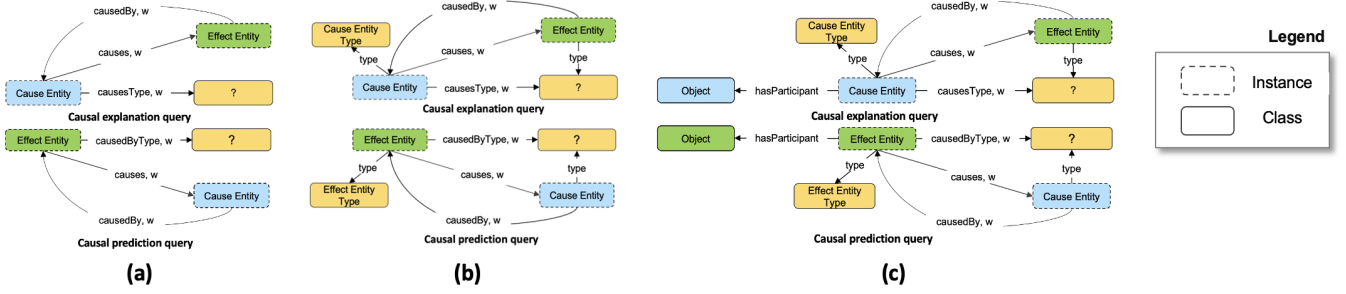 causedBy, w
Effect Entity
causes, w
Cause Entity
causesType, w
?
Causal explanation query
Effect Entity
causedByType, w
?
causes, w
Cause Entity
causedBy, w
Causal prediction query
(a)
causedBy, w
Cause Entity
Type
Effect Entity
causes, w
type
type
Cause Entity
causesType, w
?
Causal explanation query
Effect Entity
causedByType, w
?
type
causes, w
type
Effect Entity
Type
Cause Entity
causedBy, w
Causal prediction query
(b)
causedBy, w
Cause Entity
Type
Effect Entity
causes, w
type
type
Object
hasParticipant
Cause Entity
causesType, w
?
Causal explanation query
Object
hasParticipant
Effect Entity
causedByType, w
?
type
causes, w
type
Effect Entity
Type
Cause Entity
causedBy, w
Causal prediction query
(c)
Legend
Instance
Class